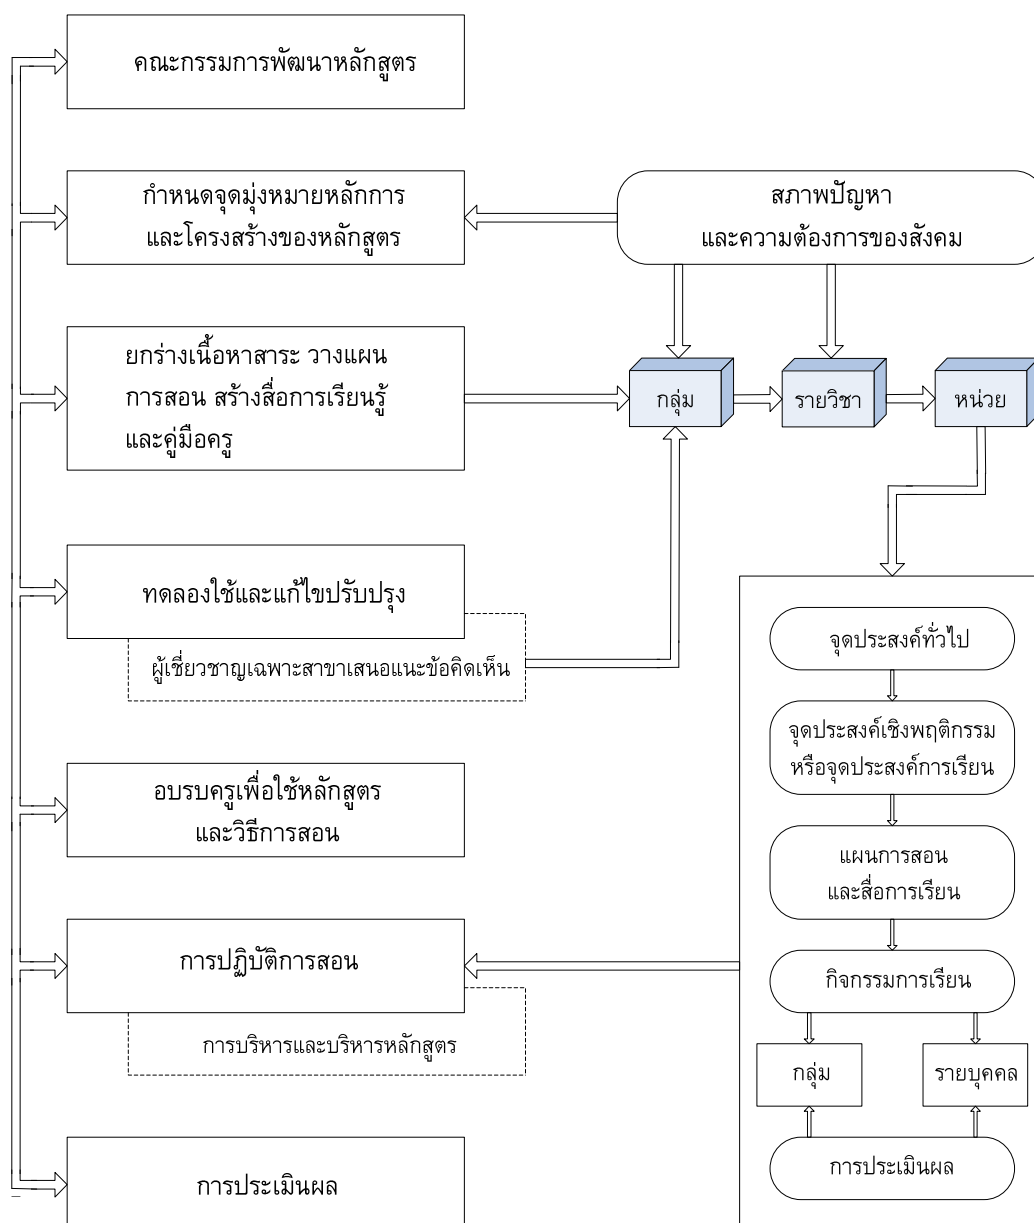 คณะกรรมการพัฒนาหลักสูตร
กำหนดจุดมุ่งหมายหลักการ
และโครงสร้างของหลักสูตร
สภาพปัญหา
และความต้องการของสังคม
ยกร่างเนื้อหาสาระ วางแผน
การสอน สร้างสื่อการเรียนรู้
และคู่มือครู
กลุ่ม
รายวิชา
หน่วย
ทดลองใช้และแก้ไขปรับปรุง
ผู้เชี่ยวชาญเฉพาะสาขาเสนอแนะข้อคิดเห็น
อบรบครูเพื่อใช้หลักสูตร
และวิธีการสอน
การปฏิบัติการสอน
การบริหารและบริหารหลักสูตร
การประเมินผล
จุดประสงค์ทั่วไป
จุดประสงค์เชิงพฤติกรรม
หรือจุดประสงค์การเรียน
แผนการสอน
และสื่อการเรียน
กิจกรรมการเรียน
กลุ่ม
รายบุคคล
การประเมินผล